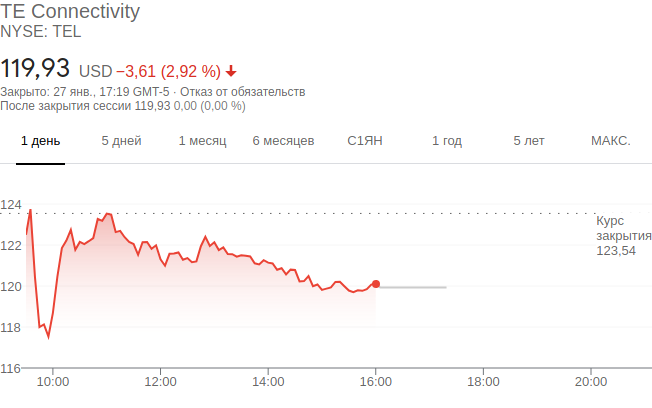 TE Connectivity
NYSE: TEL
119,93 USD −3,61 (2,92 %)
Закрыто: 27 янв., 17:19 GMT-5 · Отказ от обязательств
После закрытия сессии 119,93 0,00 (0,00 %)
1 день 5 дней 1 месяц 6 месяцев С1ЯН 1 год 5 лет МАКС.
124
Курс
закрытия
123,54
122
120
118
116
10:00 12:00 14:00 16:00 18:00 20:00